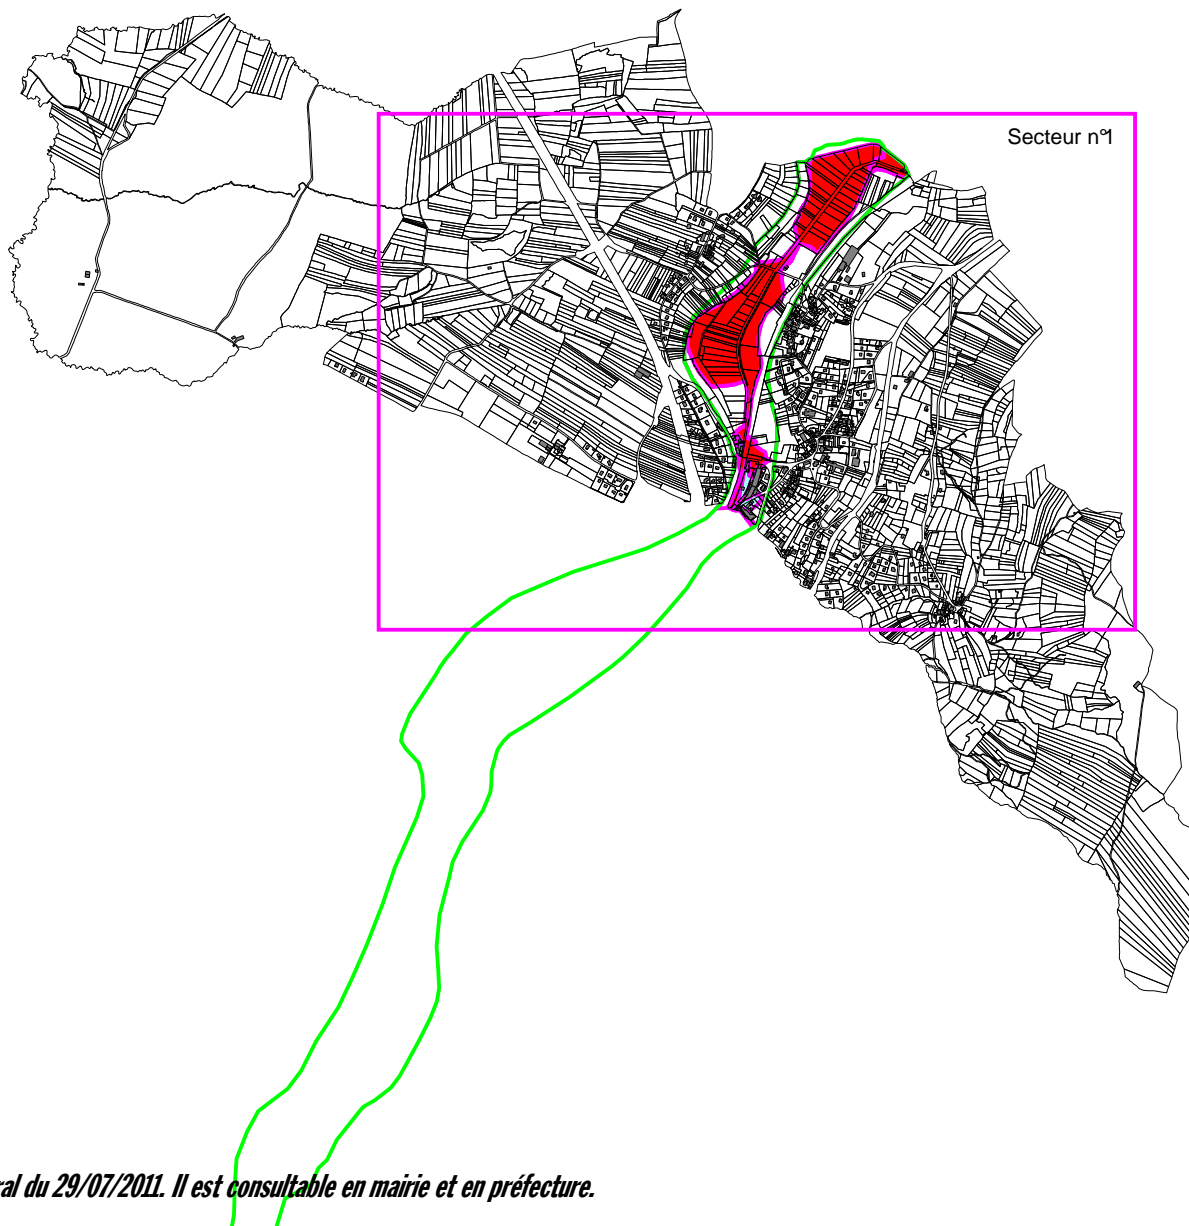 Secteur n°1
ral du 29/07/2011. Il est consultable en mairie et en préfecture.